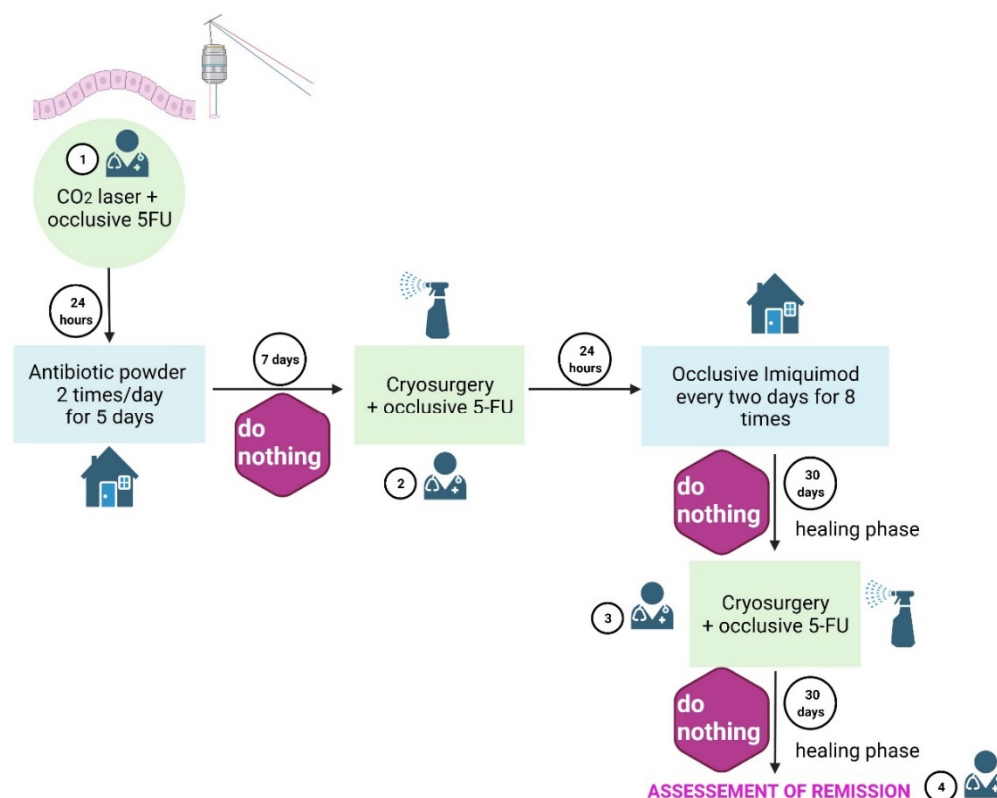 1
CO2 laser +
occlusive 5FU
24
hours
Antibiotic powder
2 times/day
for 5 days
7 days
do
nothing
Cryosurgery
+ occlusive 5-FU
2
24
hours
Occlusive Imiquimod
every two days for 8
times
do
nothing
30
days
healing phase
3
Cryosurgery
+ occlusive 5-FU
do
nothing
30
days
healing phase
ASSESSEMENT OF REMISSION
4